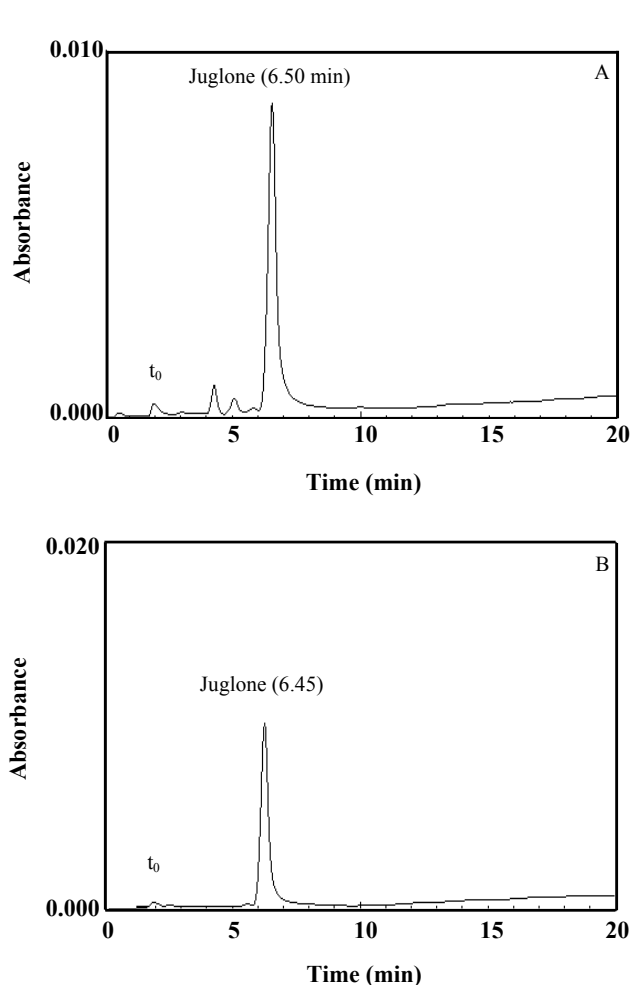 0.010
A
Juglone (6.50 min)
Absorbance
t0
0.000
0 5 10 15 20
Time (min)
0.020
B
Juglone (6.45)
Absorbance
t0
0.000
0 5 10 15 20
Time (min)